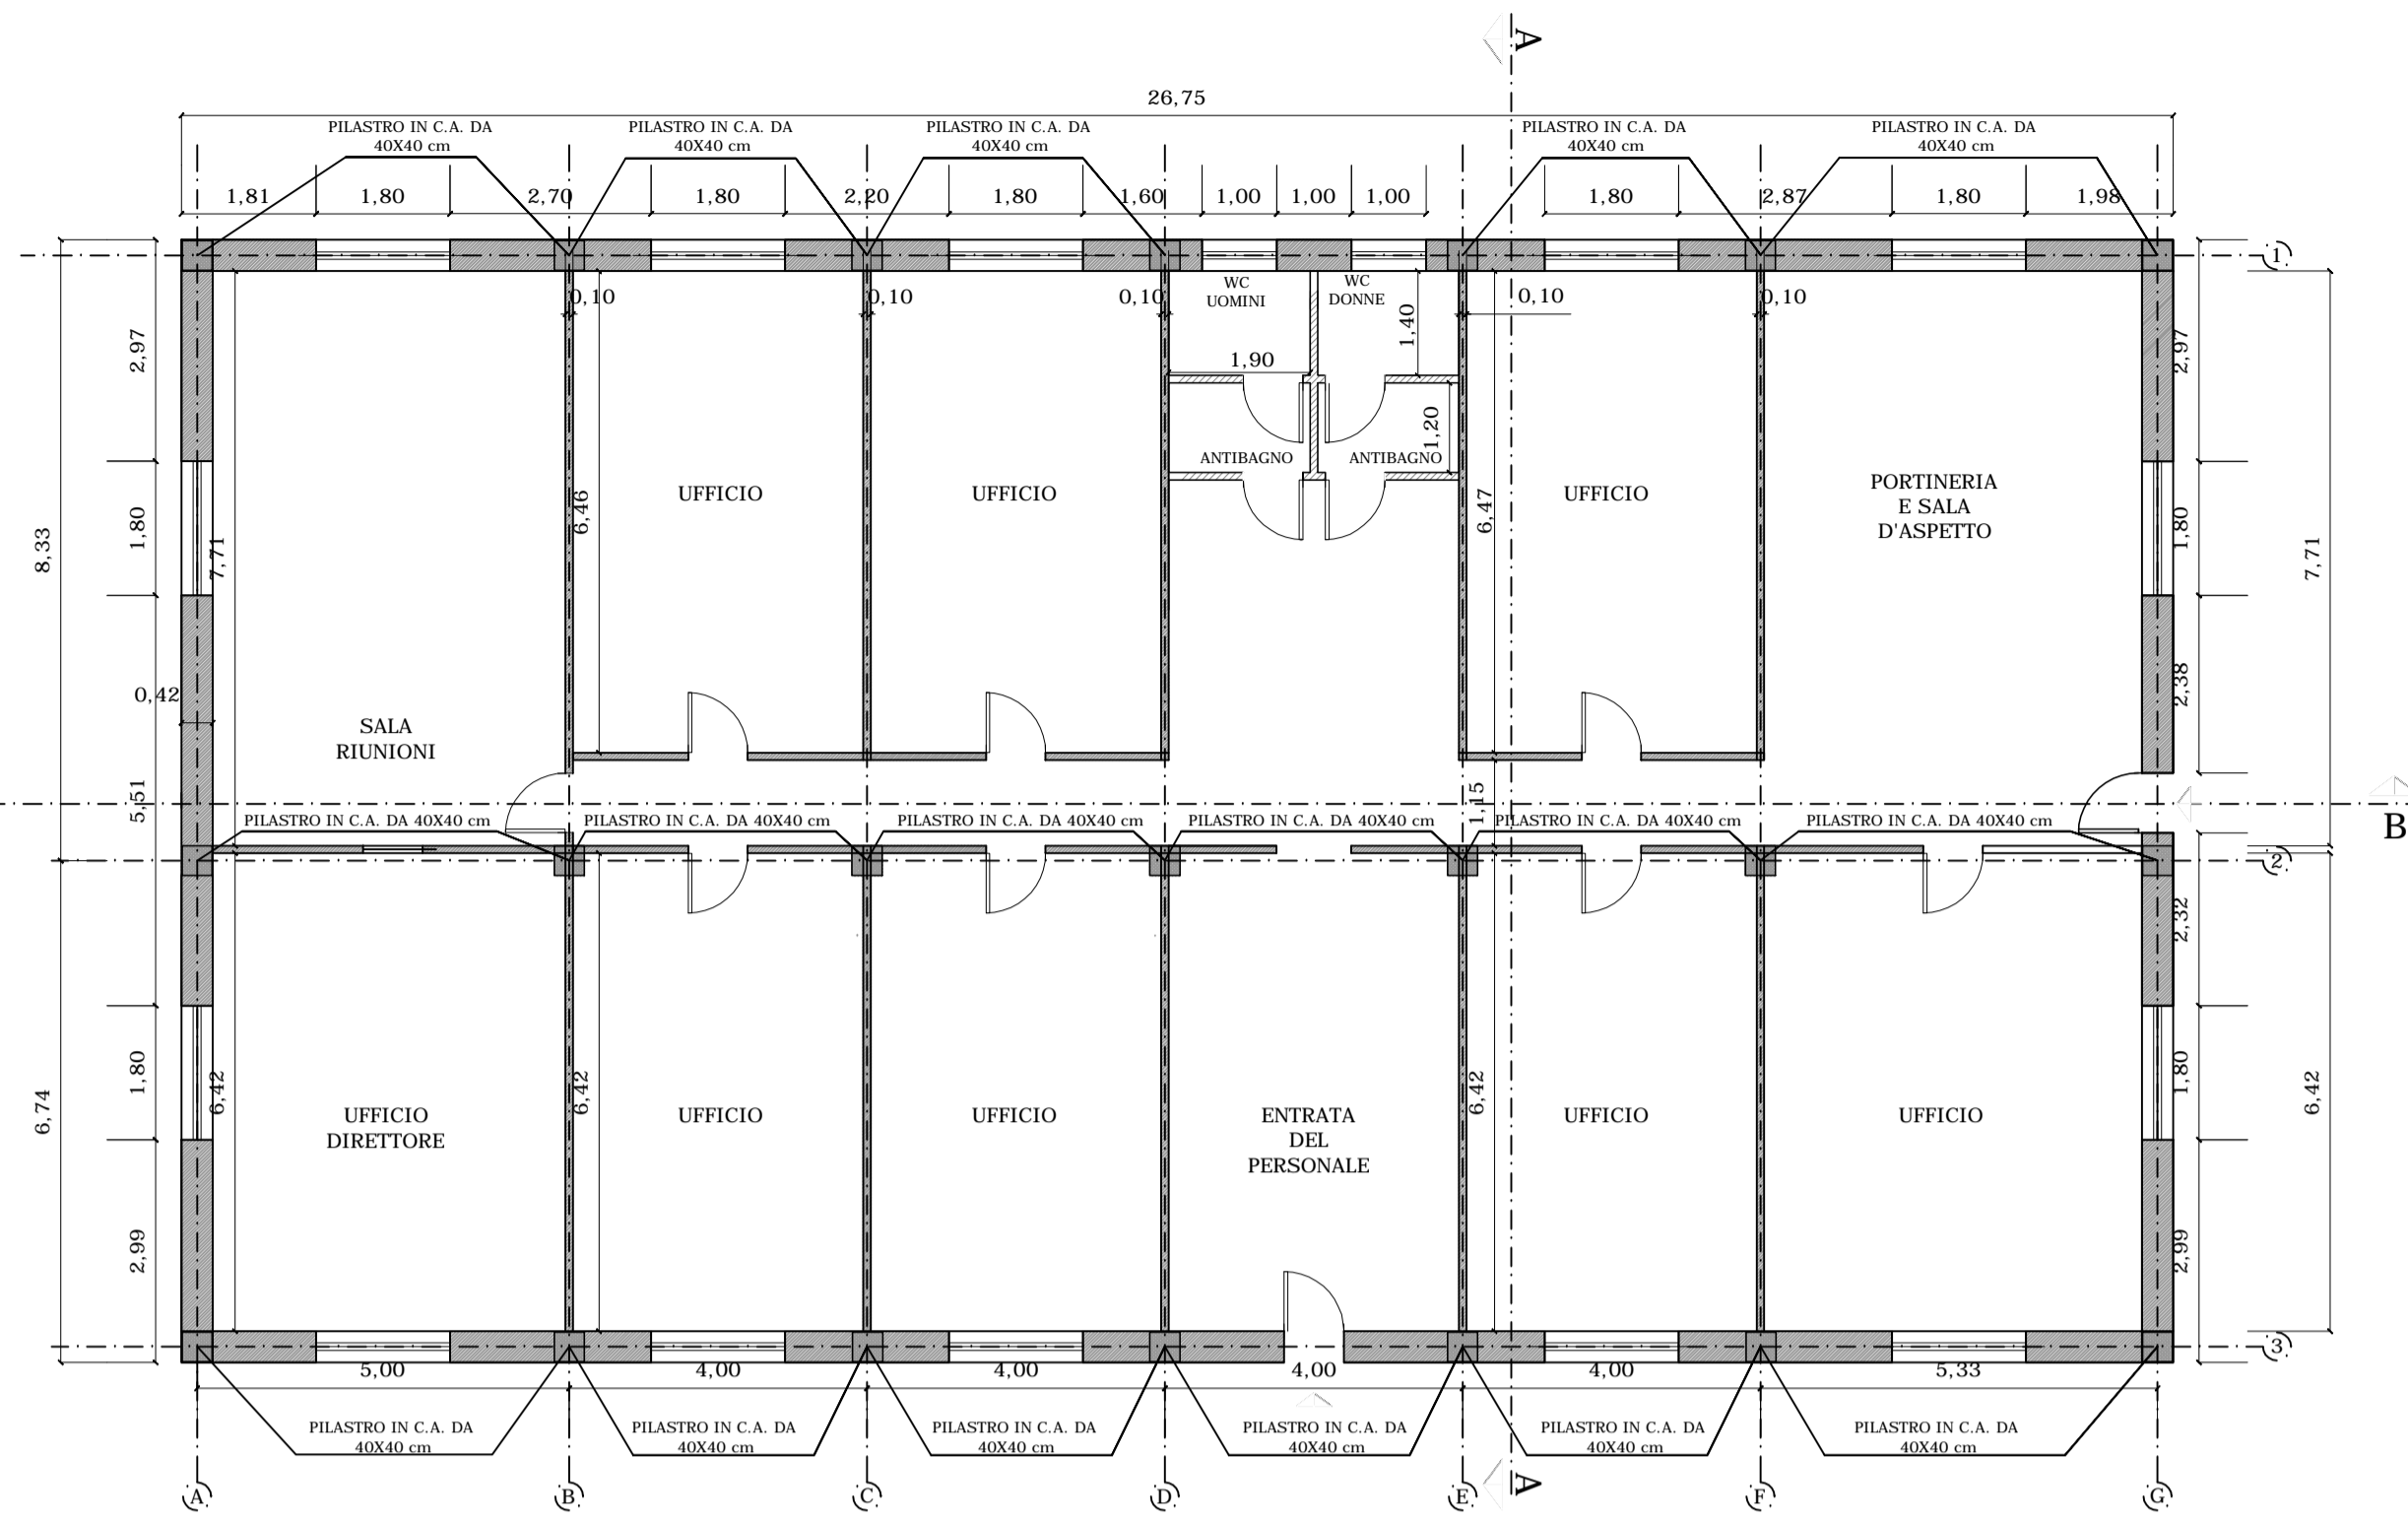 A
26,75
PILASTRO IN C.A. DA
40X40 cm
PILASTRO IN C.A. DA
40X40 cm
PILASTRO IN C.A. DA
40X40 cm
PILASTRO IN C.A. DA
40X40 cm
PILASTRO IN C.A. DA
40X40 cm
1,81
1,80
2,70
1,80
2,20
1,80
1,60
1,00
1,00
1,00
1,80
2,87
1,80
1,98
1
0,10
0,10
0,10
0,10
0,10
WC
UOMINI
WC
DONNE
1,40
1,90
1,20
ANTIBAGNO
ANTIBAGNO
2,97
2,97
1,80
1,80
8,33
7,71
7,71
6,46
6,47
UFFICIO
UFFICIO
UFFICIO
PORTINERIA
E SALA
D'ASPETTO
0,42
2,38
SALA
RIUNIONI
5,51
1,15
B
PILASTRO IN C.A. DA 40X40 cm
PILASTRO IN C.A. DA 40X40 cm
PILASTRO IN C.A. DA 40X40 cm
PILASTRO IN C.A. DA 40X40 cm
PILASTRO IN C.A. DA 40X40 cm
PILASTRO IN C.A. DA 40X40 cm
2
2,32
6,74
1,80
6,42
6,42
6,42
1,80
6,42
UFFICIO
DIRETTORE
UFFICIO
UFFICIO
ENTRATA
DEL
PERSONALE
UFFICIO
UFFICIO
2,99
2,99
3
5,00
4,00
4,00
4,00
4,00
5,33
PILASTRO IN C.A. DA
40X40 cm
PILASTRO IN C.A. DA
40X40 cm
PILASTRO IN C.A. DA
40X40 cm
PILASTRO IN C.A. DA
40X40 cm
PILASTRO IN C.A. DA
40X40 cm
PILASTRO IN C.A. DA
40X40 cm
A
A
B
C
D
E
F
G